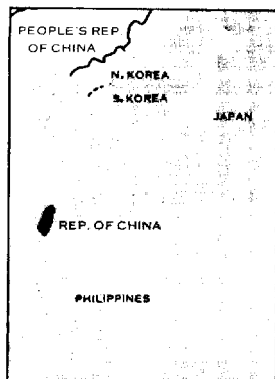 PEOPLE'S REP.
OF CHINA
N. KOREA
S. KOREA
JAPAN
REP. OF CHINA
PHILIPPINES